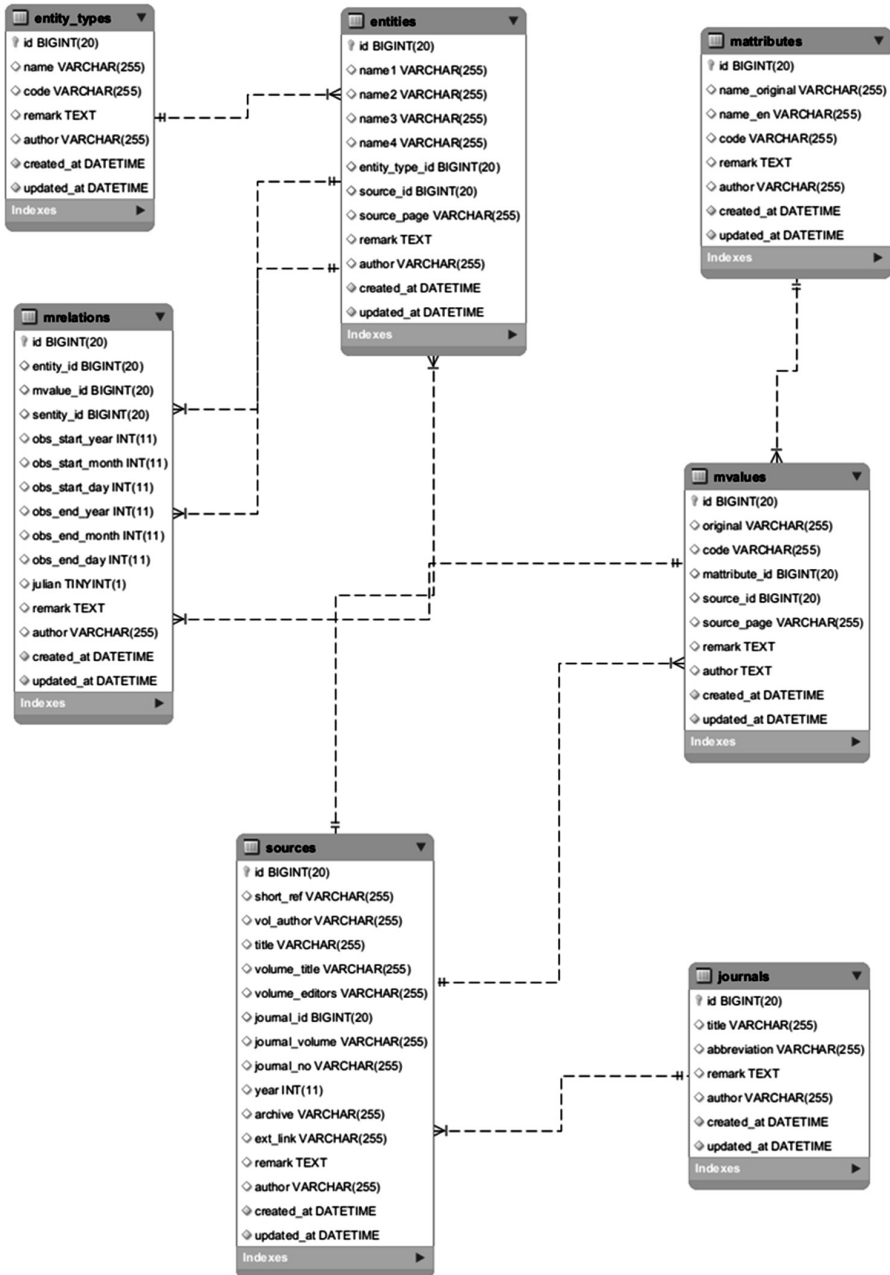 entity_types
id BIGINT(20)
name VARCHAR(255)
code VARCHAR(255)
remark TEXT
author VARCHAR(255)
created_at DATETIME
updated_at DATETIME
Indexes
entities
id BIGINT(20)
name1 VARCHAR(255)
name2 VARCHAR(255)
name3 VARCHAR(255)
name4 VARCHAR(255)
entity_type_id BIGINT(20)
source_id BIGINT(20)
source_page VARCHAR(255)
remark TEXT
author VARCHAR(255)
created_at DATETIME
updated_at DATETIME
Indexes
mattributes
id BIGINT(20)
name_original VARCHAR(255)
name_en VARCHAR(255)
code VARCHAR(255)
remark TEXT
author VARCHAR(255)
created_at DATETIME
updated_at DATETIME
Indexes
mrelations
id BIGINT(20)
entity_id BIGINT(20)
mvalue_id BIGINT(20)
sentity_id BIGINT(20)
obs_start_year INT(11)
obs_start_month INT(11)
obs_start_day INT(11)
obs_end_year INT(11)
obs_end_month INT(11)
obs_end_day INT(11)
julian TINYINT(1)
remark TEXT
author VARCHAR(255)
created_at DATETIME
updated_at DATETIME
Indexes
mvalues
id BIGINT(20)
original VARCHAR(255)
code VARCHAR(255)
mattribute_id BIGINT(20)
source_id BIGINT(20)
source_page VARCHAR(255)
remark TEXT
author TEXT
created_at DATETIME
updated_at DATETIME
Indexes
sources
id BIGINT(20)
short_ref VARCHAR(255)
vol_author VARCHAR(255)
title VARCHAR(255)
volume_title VARCHAR(255)
volume_editors VARCHAR(255)
journal_id BIGINT(20)
journal_volume VARCHAR(255)
journal_no VARCHAR(255)
year INT(11)
archive VARCHAR(255)
ext_link VARCHAR(255)
remark TEXT
author VARCHAR(255)
created_at DATETIME
updated_at DATETIME
Indexes
journals
id BIGINT(20)
title VARCHAR(255)
abbreviation VARCHAR(255)
remark TEXT
author VARCHAR(255)
created_at DATETIME
updated_at DATETIME
Indexes